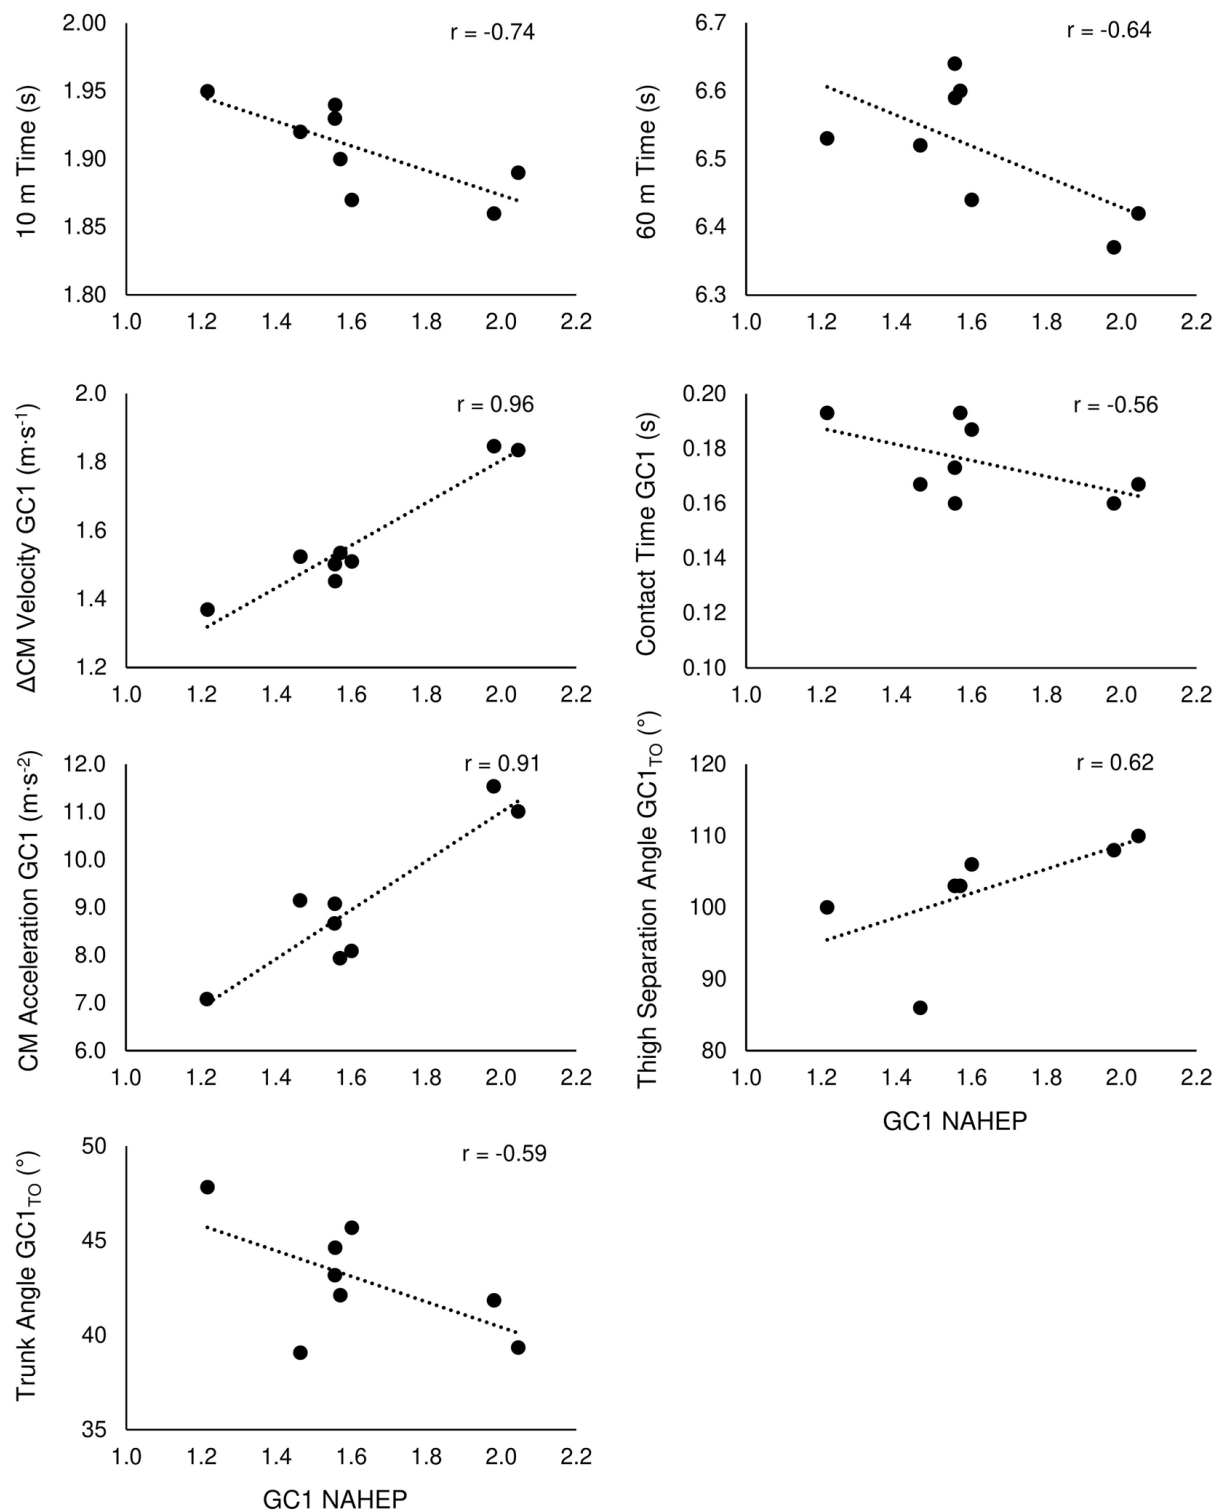 10 m Time (s)
r = -0.74
2.00
1.95
1.90
1.85
1.80
1.0 1.2 1.4 1.6 1.8 2.0 2.2
60 m Time (s)
r = -0.64
6.7
6.6
6.5
6.4
6.3
1.0 1.2 1.4 1.6 1.8 2.0 2.2
ΔCM Velocity GC1 (m·s-1)
r = 0.96
2.0
1.8
1.6
1.4
1.2
1.0 1.2 1.4 1.6 1.8 2.0 2.2
Contact Time GC1 (s)
r = -0.56
0.20
0.18
0.16
0.14
0.12
0.10
1.0 1.2 1.4 1.6 1.8 2.0 2.2
CM Acceleration GC1 (m·s-2)
r = 0.91
12.0
11.0
10.0
9.0
8.0
7.0
6.0
1.0 1.2 1.4 1.6 1.8 2.0 2.2
Thigh Separation Angle GC1TO (°)
r = 0.62
120
110
100
90
80
1.0 1.2 1.4 1.6 1.8 2.0 2.2
GC1 NAHEP
Trunk Angle GC1TO (°)
r = -0.59
50
45
40
35
1.0 1.2 1.4 1.6 1.8 2.0 2.2
GC1 NAHEP